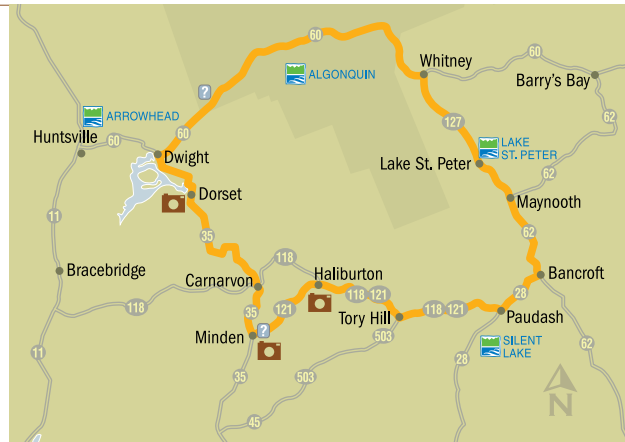 60
Whitney
60
Barry's Bay
ALGONQUIN
?
ARROWHEAD
62
Huntsville
60
60
127
LAKE
ST. PETER
Dwight
Lake St. Peter
62
Dorset
Maynooth
11
35
62
118
Bracebridge
Haliburton
Bancroft
Carnarvon
28
118
118
121
121
35
118
121
Paudash
Tory Hill
?
Minden
503
SILENT
LAKE
11
35
503
28
62
45
N